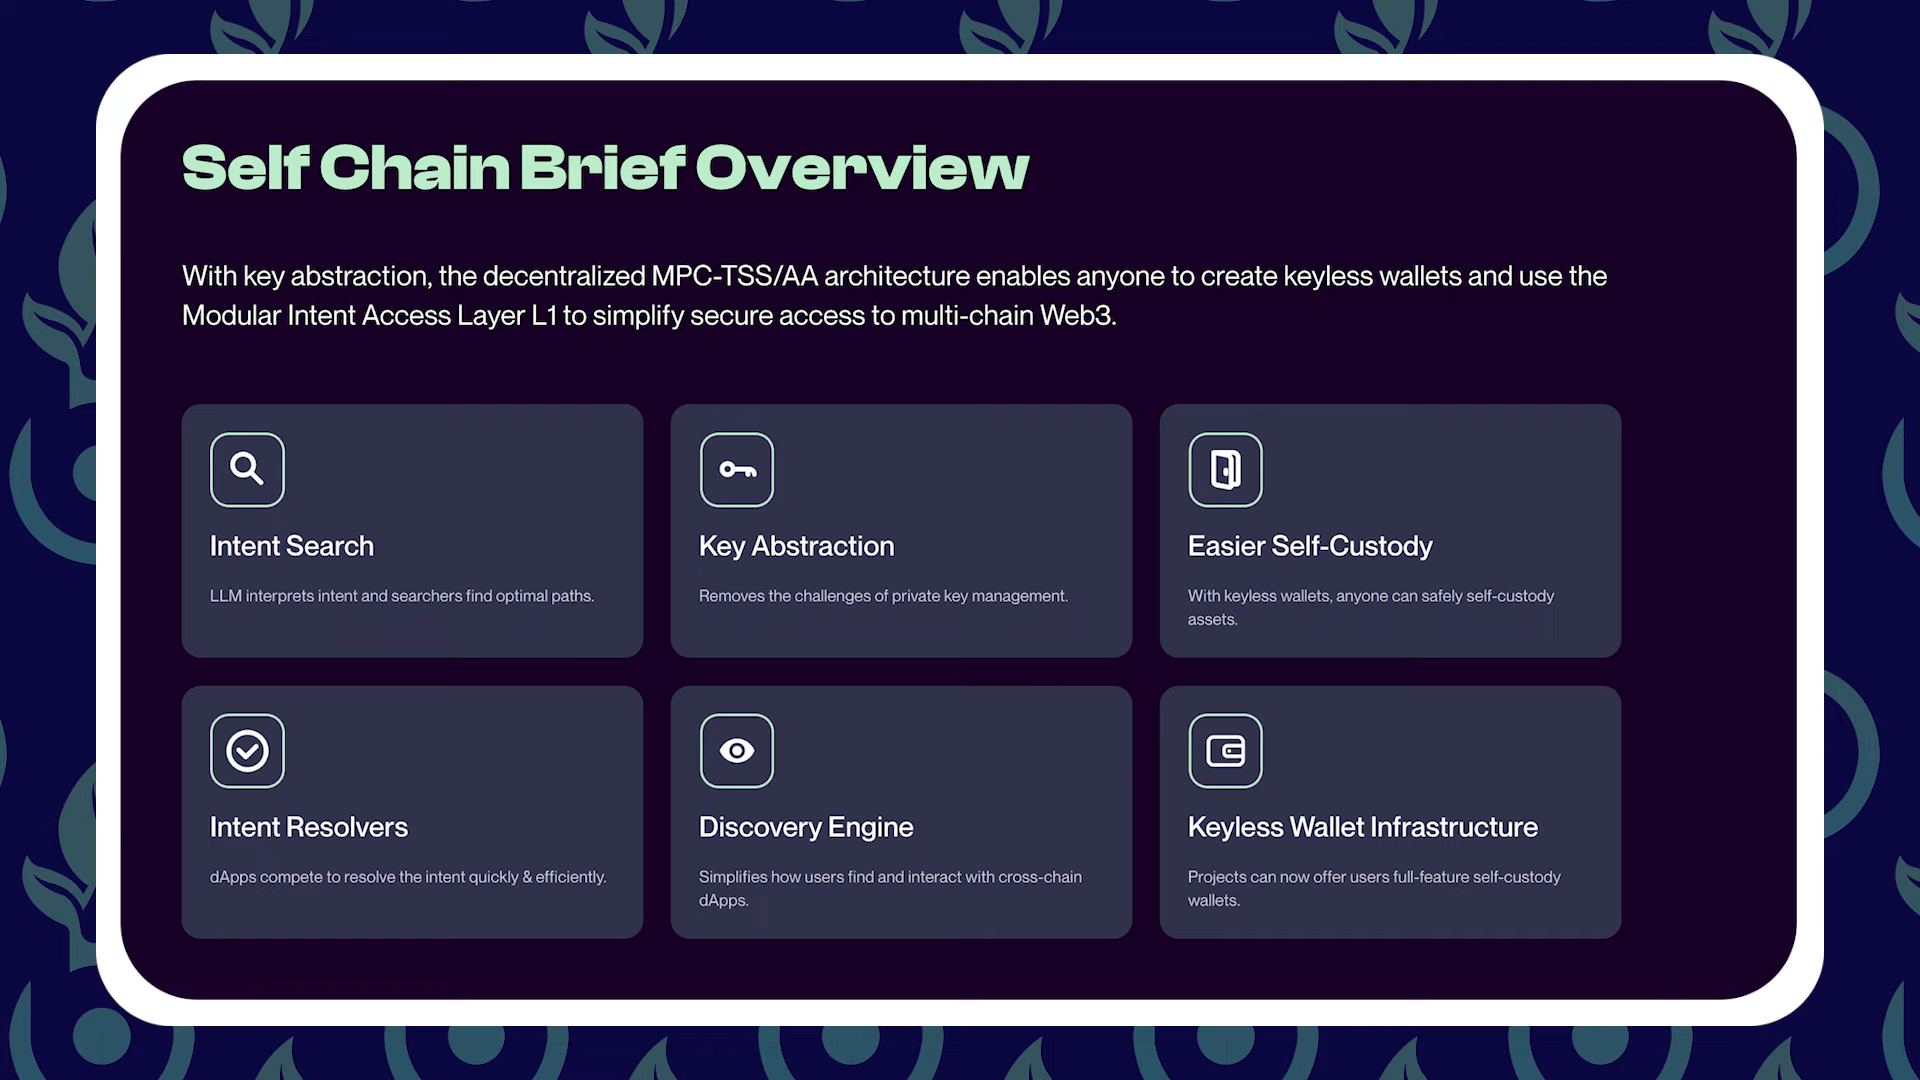 Self Chain Brief Overview
With key abstraction, the decentralized MPC-TSS/AA architecture enables anyone to create keyless wallets and use the
Modular Intent Access Layer L1 to simplify secure access to multi-chain Web3.
Intent Search
LLM interprets intent and searchers find optimal paths.
Key Abstraction
Removes the challenges of private key management.
Easier Self-Custody
With keyless wallets, anyone can safely self-custody
assets.
Intent Resolvers
dApps compete to resolve the intent quickly & efficiently.
Discovery Engine
Simplifies how users find and interact with cross-chain
dApps.
Keyless Wallet Infrastructure
Projects can now offer users full-feature self-custody
wallets.